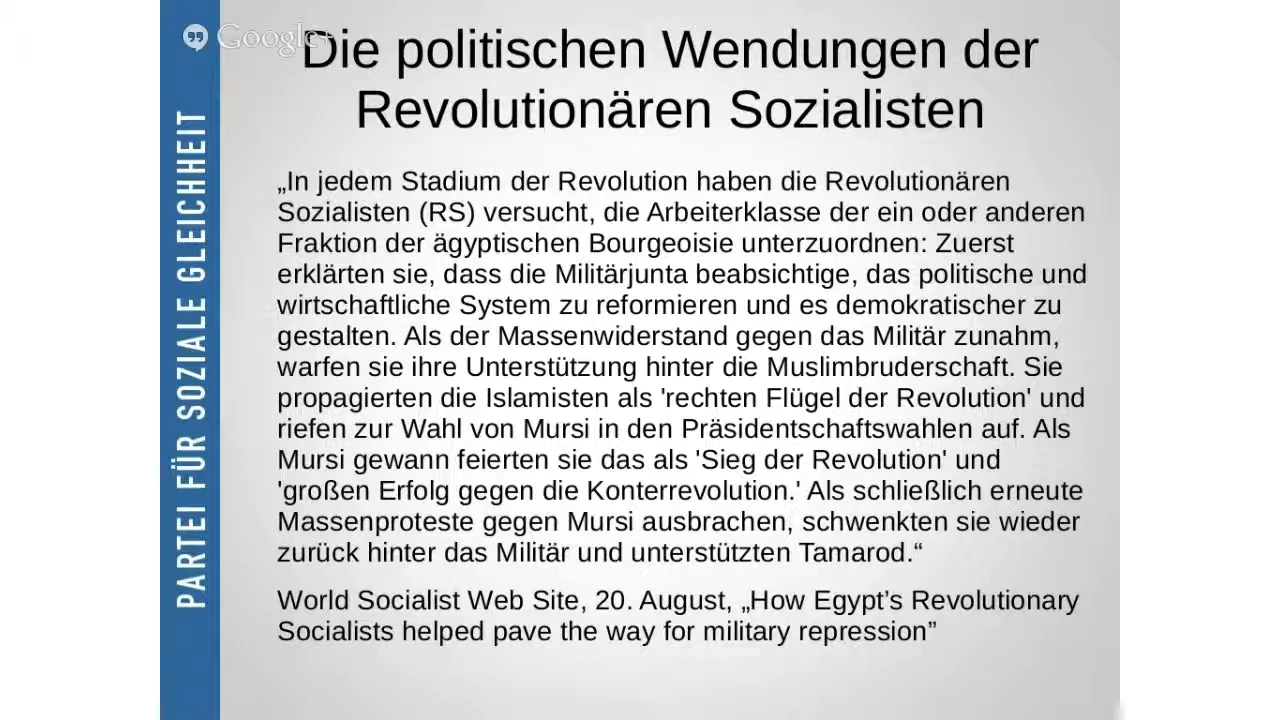 Google+
Die politischen Wendungen der
Revolutionären Sozialisten
PARTEI FÜR SOZIALE GLEICHHEIT
„In jedem Stadium der Revolution haben die Revolutionären
Sozialisten (RS) versucht, die Arbeiterklasse der ein oder anderen
Fraktion der ägyptischen Bourgeoisie unterzuordnen: Zuerst
erklärten sie, dass die Militärjunta beabsichtige, das politische und
wirtschaftliche System zu reformieren und es demokratischer zu
gestalten. Als der Massenwiderstand gegen das Militär zunahm,
warfen sie ihre Unterstützung hinter die Muslimbruderschaft. Sie
propagierten die Islamisten als 'rechten Flügel der Revolution' und
riefen zur Wahl von Mursi in den Präsidentschaftswahlen auf. Als
Mursi gewann feierten sie das als 'Sieg der Revolution' und
'großen Erfolg gegen die Konterrevolution.' Als schließlich erneute
Massenproteste gegen Mursi ausbrachen, schwenkten sie wieder
zurück hinter das Militär und unterstützten Tamarod.“
World Socialist Web Site, 20. August, „How Egypt’s Revolutionary
Socialists helped pave the way for military repression”